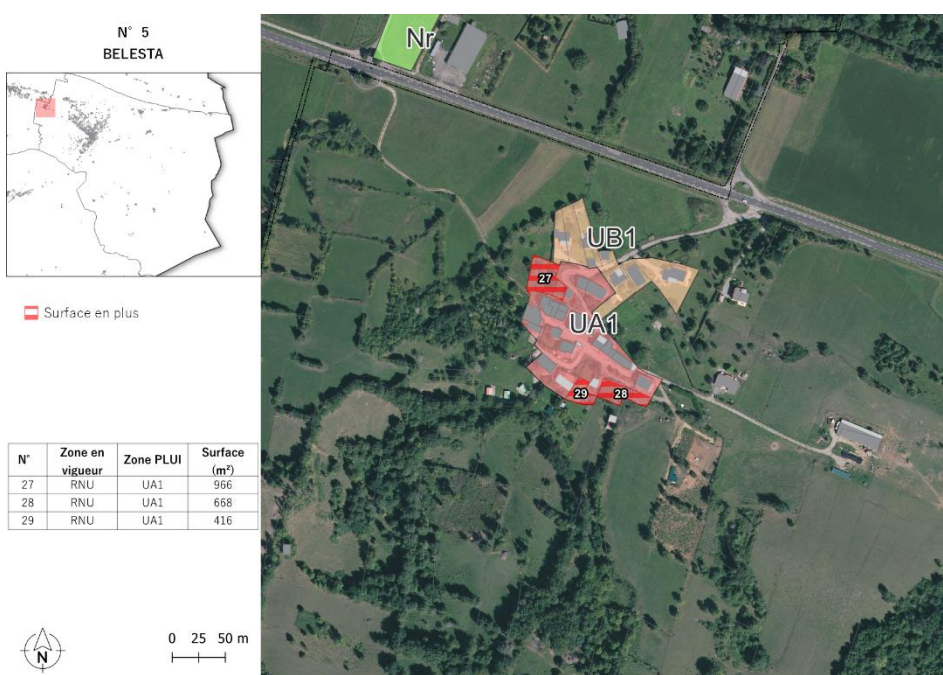 N° 5
BELESTA
Surface en plus
N° Zone en vigueur Zone PLUI Surface (m²)
27 RNU UA1 966
28 RNU UA1 668
29 RNU UA1 416
N
0 25 50 m
Nr
UB1
27
UA1
29 28